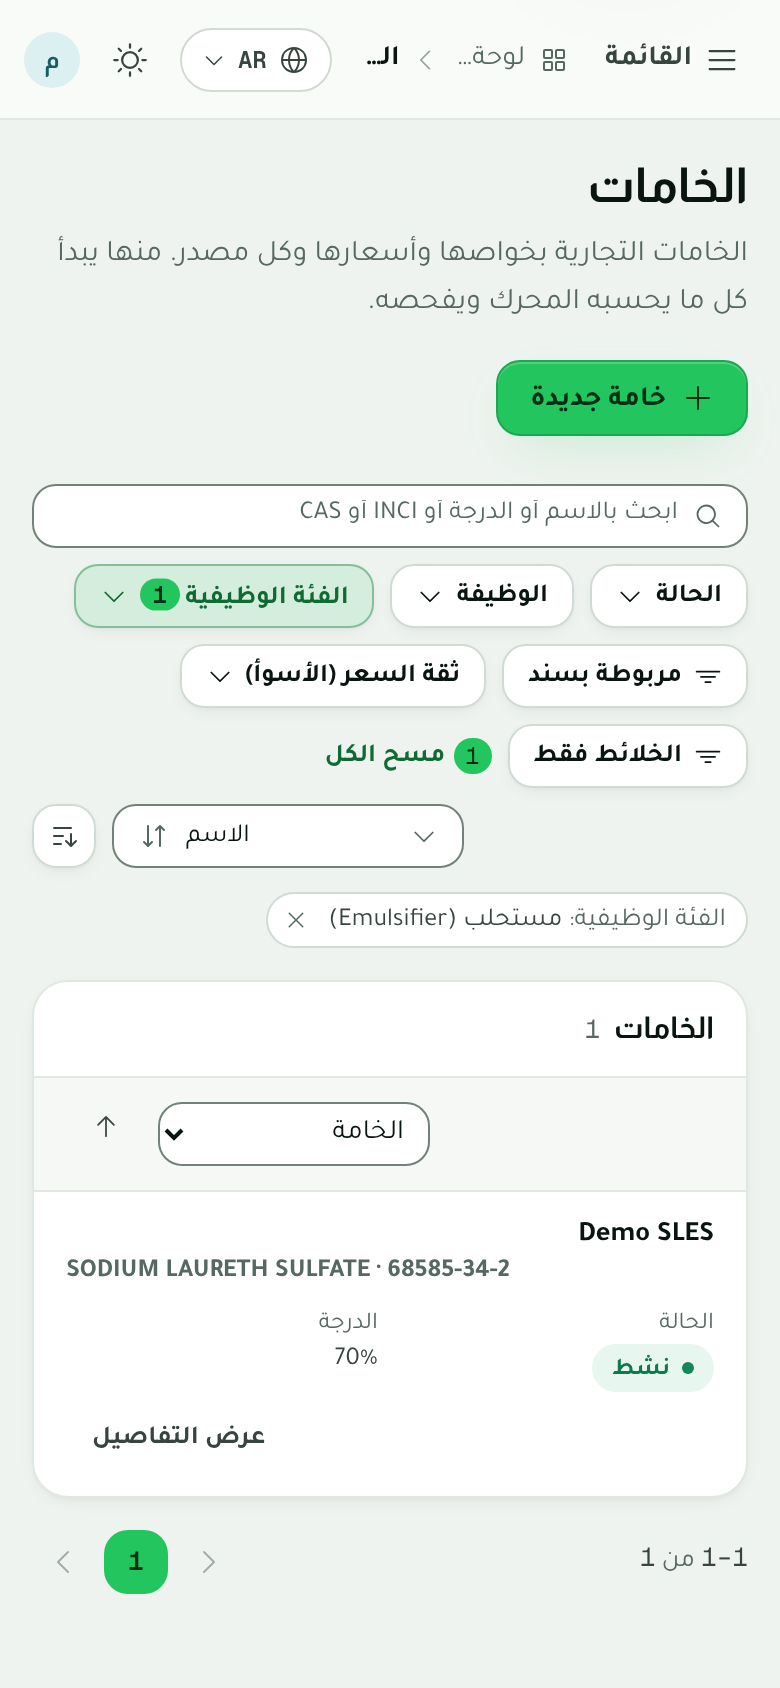 القائمة
لوحة...
الـ...
AR
م
الخامات
الخامات التجارية بخواصها وأسعارها وكل مصدر. منها يبدأ
كل ما يحسبه المحرك ويفحصه.
خامة جديدة
ابحث بالاسم أو الدرجة أو INCI أو CAS
الحالة
الوظيفة
الفئة الوظيفية 1
مربوطة بسند
ثقة السعر (الأسوأ)
الخلائط فقط
1 مسح الكل
الاسم
الفئة الوظيفية: مستحلب (Emulsifier)
الخامات 1
الخامة
Demo SLES
SODIUM LAURETH SULFATE · 68585-34-2
الحالة
الدرجة
نشط
70%
عرض التفاصيل
1–1 من 1
1